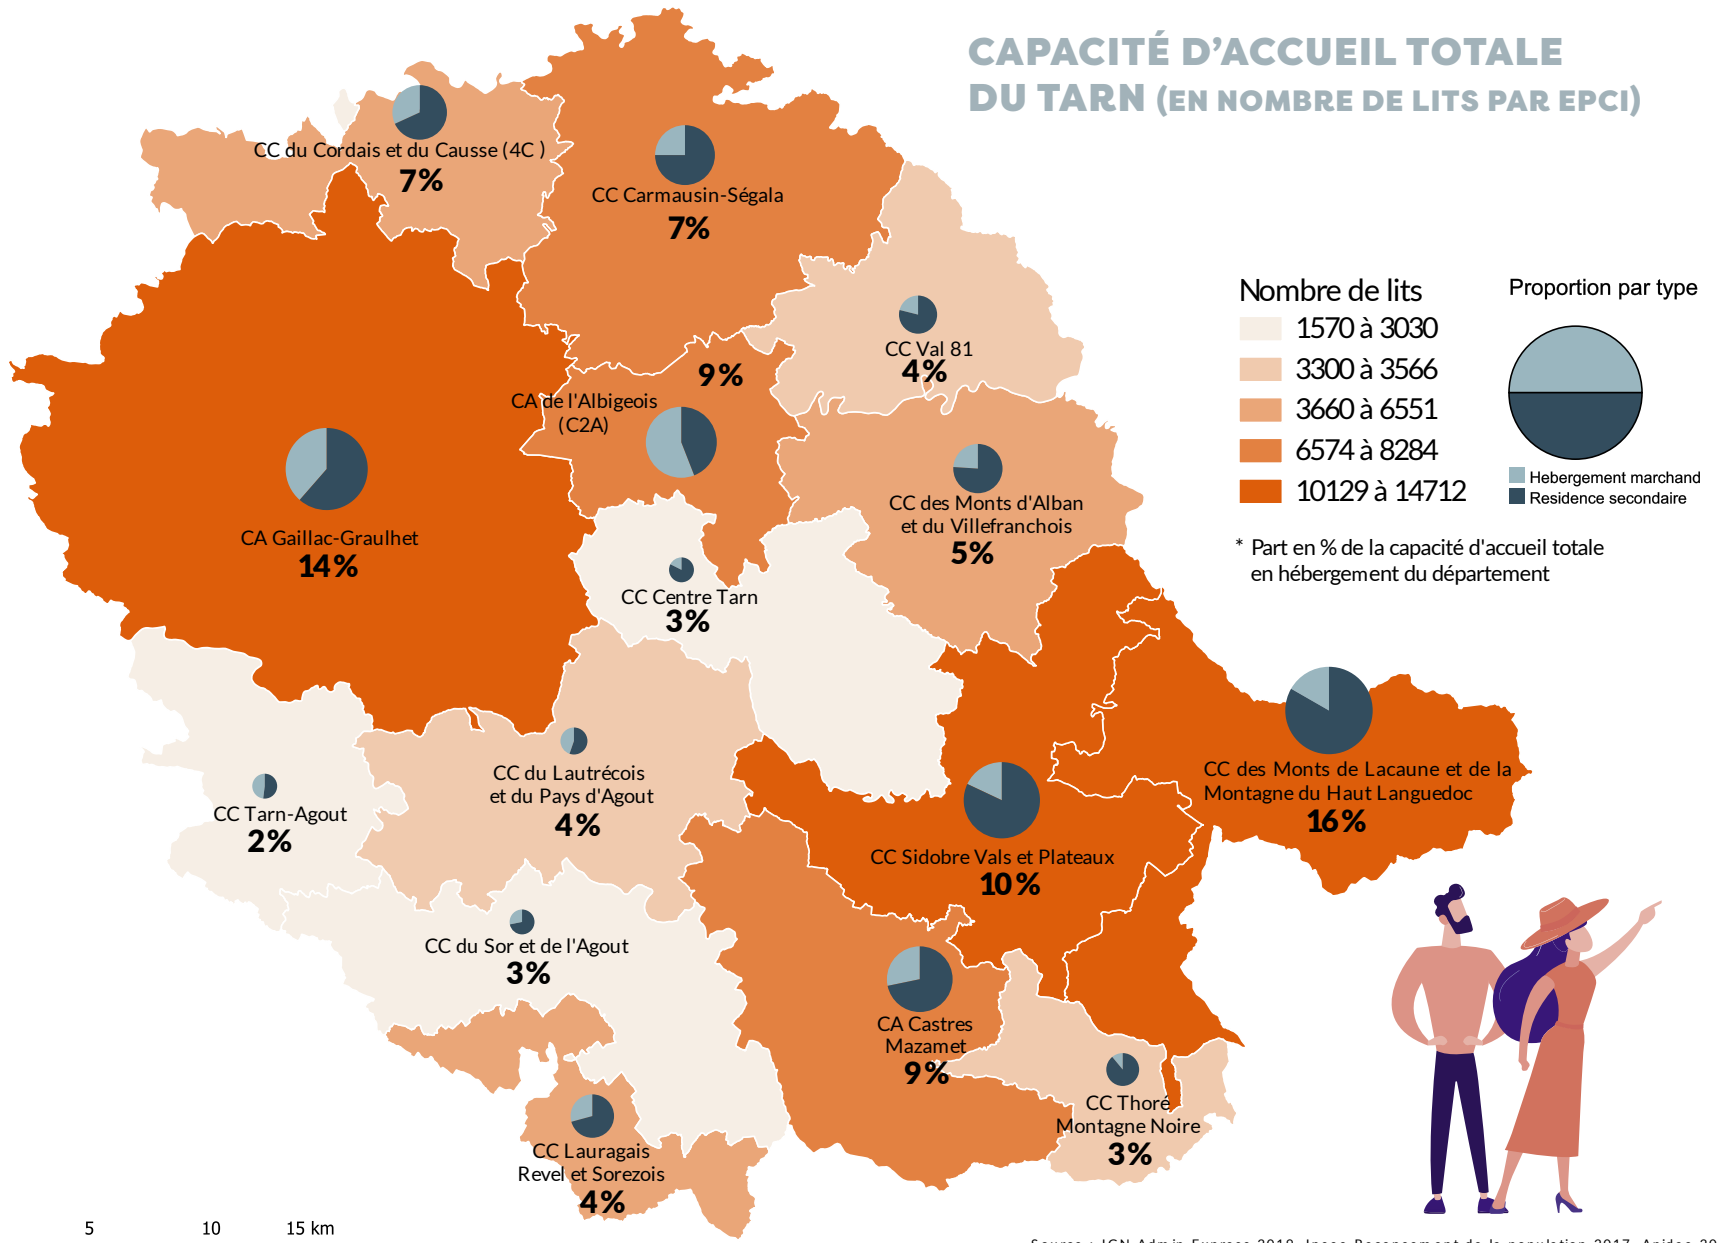 CAPACITÉ D'ACCUEIL TOTALE
DU TARN (EN NOMBRE DE LITS PAR EPCI)
CC du Cordais et du Causse (4C )
7%
CC Carmausin-Ségala
7%
CC Val 81
4%
9%
CA de l'Albigeois
(C2A)
CC des Monts d'Alban
et du Villefranchois
5%
CA Gaillac-Graulhet
14%
CC Centre Tarn
3%
CC du Lautrécois
et du Pays d'Agout
4%
CC Tarn-Agout
2%
CC des Monts de Lacaune et de la
Montagne du Haut Languedoc
16%
CC Sidobre Vals et Plateaux
10%
CC du Sor et de l'Agout
3%
CA Castres
Mazamet
9%
CC Thoré
Montagne Noire
3%
CC Lauragais
Revel et Sorezois
4%
Nombre de lits
1570 à 3030
3300 à 3566
3660 à 6551
6574 à 8284
10129 à 14712
Proportion par type
Hebergement marchand
Residence secondaire
* Part en % de la capacité d'accueil totale
en hébergement du département
5 10 15 km